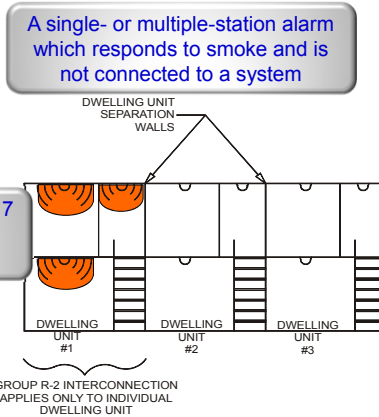 A single- or multiple-station alarm
which responds to smoke and is
not connected to a system
DWELLING UNIT
SEPARATION
WALLS
7
DWELLING
UNIT
#1
DWELLING
UNIT
#2
DWELLING
UNIT
#3
GROUP R-2 INTERCONNECTION
APPLIES ONLY TO INDIVIDUAL
DWELLING UNIT